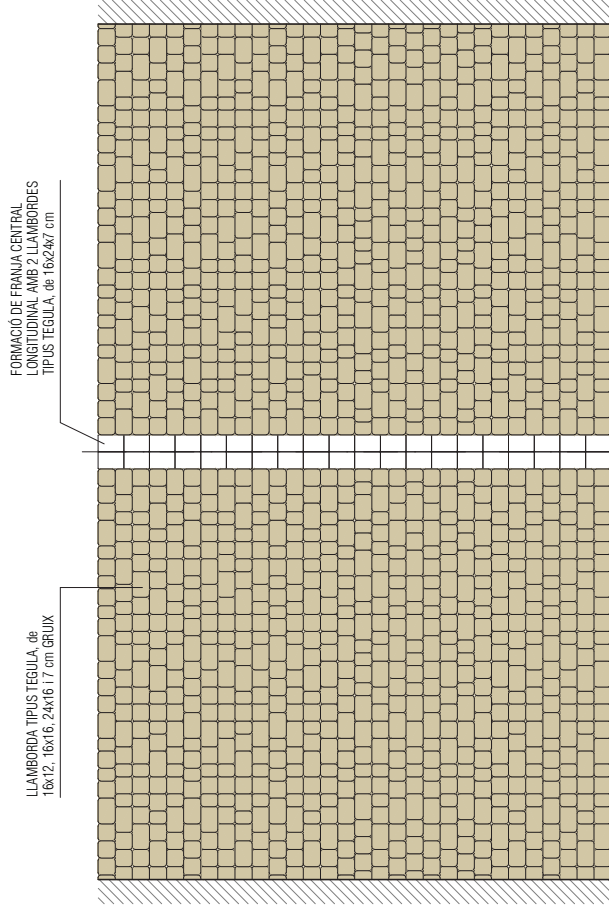 FORMACIÓ DE FRANJA CENTRAL
LONGITUDINAL AMB 2 LLAMBORDES
TIPUS TEGULA, de 16x24x7 cm
LLAMBORDA TIPUS TEGULA, de
16x12, 16x16, 24x16 i 7 cm GRUIX